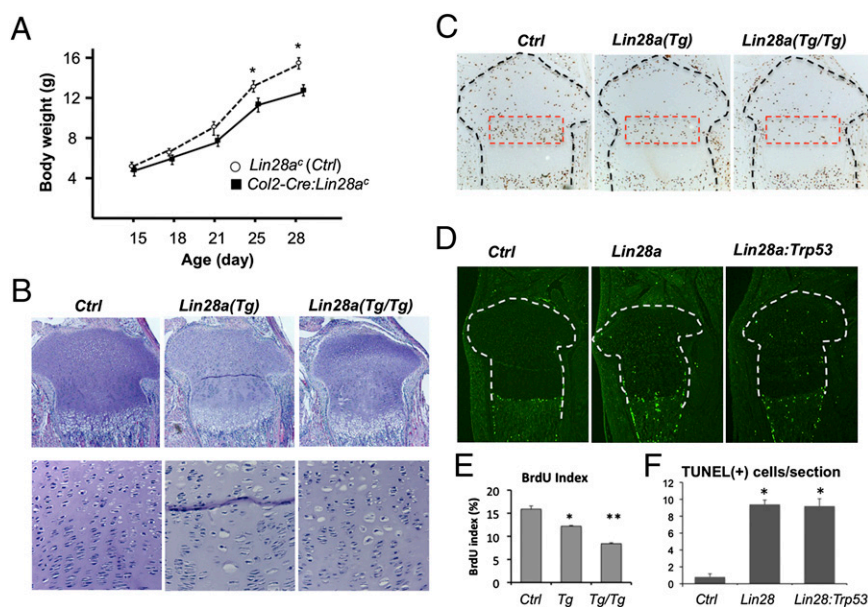 A
Body weight (g)
16
12
8
4
*
*
Lin28aᶜ (Ctrl)
Col2-Cre:Lin28aᶜ
15 18 21 25 28
Age (day)
B
Ctrl Lin28a(Tg) Lin28a(Tg/Tg)
C
Ctrl Lin28a(Tg) Lin28a(Tg/Tg)
D
Ctrl Lin28a Lin28a:Trp53
E
BrdU Index
BrdU index (%)
20
15
10
5
0
* **
Ctrl Tg Tg/Tg
F
TUNEL(+) cells/section
10
8
6
4
2
0
* *
Ctrl Lin28 Lin28:Trp53